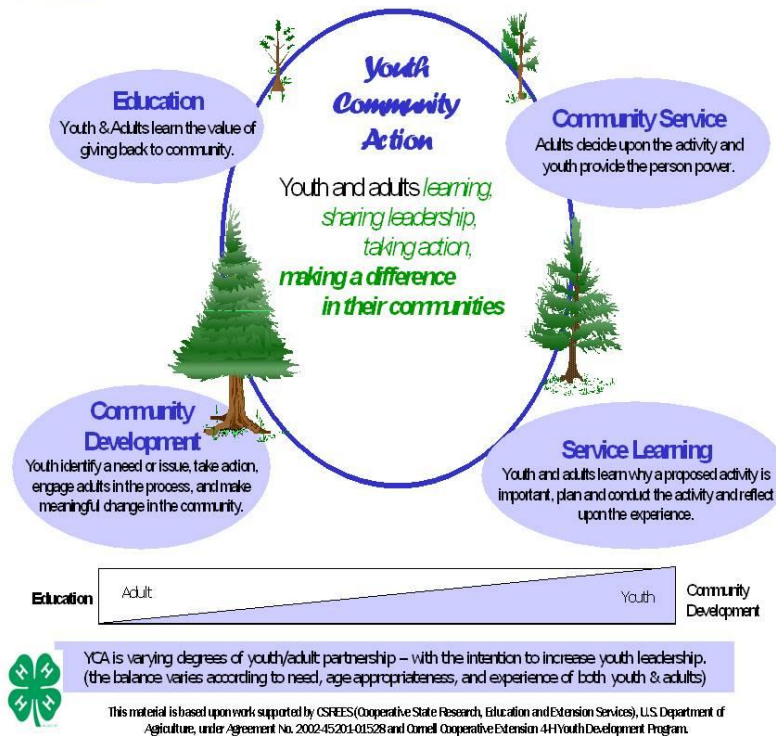 Youth
Community
Action
Education
Youth & Adults learn the value of
giving back to community.
Community Service
Adults decide upon the activity and
youth provide the person power.
Youth and adults learning,
sharing leadership,
taking action,
making a difference
in their communities
Community
Development
Youth identify a need or issue, take action,
engage adults in the process, and make
meaningful change in the community.
Service Learning
Youth and adults learn why a proposed activity is
important, plan and conduct the activity and reflect
upon the experience.
Education
Adult
Youth
Community
Development
H H
H H
YCA is varying degrees of youth/adult partnership – with the intention to increase youth leadership.
(the balance varies according to need, age appropriateness, and experience of both youth & adults)
This material is based upon work supported by CSREES (Cooperative State Research, Education and Extension Services), U.S. Department of
Agriculture, under Agreement No. 2002-45201-01528 and Cornell Cooperative Extension 4-H Youth Development Program.